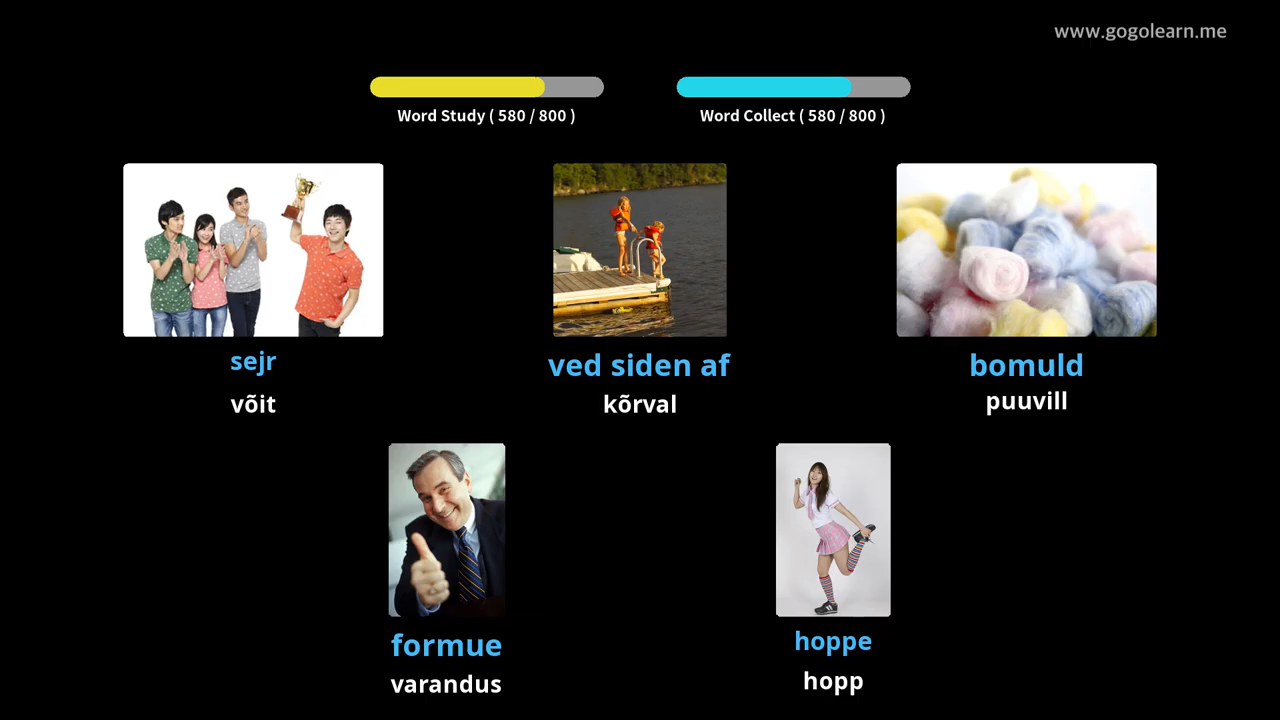 www.gogolearn.me
Word Study ( 580 / 800 )
Word Collect ( 580 / 800 )
sejr
võit
ved siden af
kõrval
bomuld
puuvill
formue
varandus
hoppe
hopp